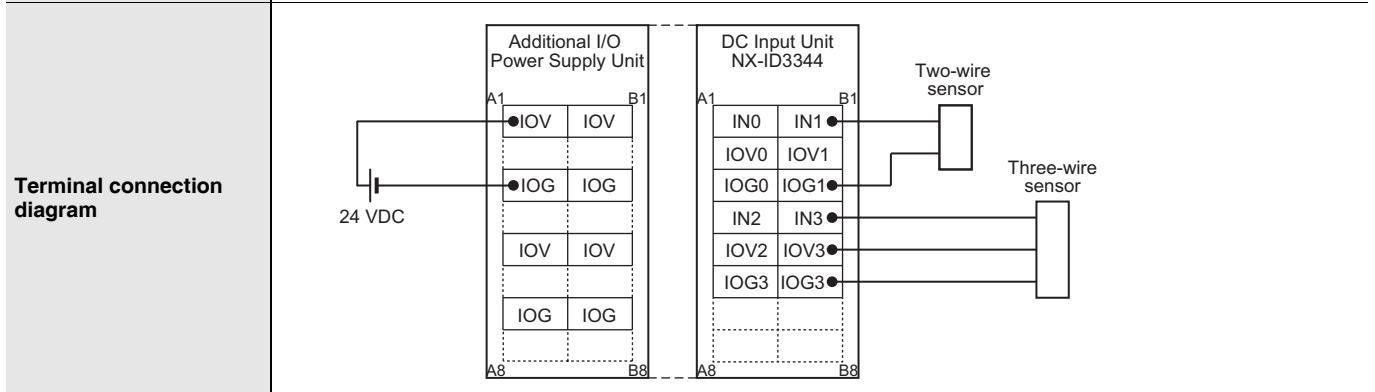 Terminal connection
diagram
Additional I/O
Power Supply Unit
A1 B1
IOV IOV
IOG IOG
IOV IOV
IOG IOG
A8 B8
24 VDC
DC Input Unit
NX-ID3344
A1 B1
IN0 IN1
IOV0 IOV1
IOG0 IOG1
IN2 IN3
IOV2 IOV3
IOG3 IOG3
A8 B8
Two-wire
sensor
Three-wire
sensor